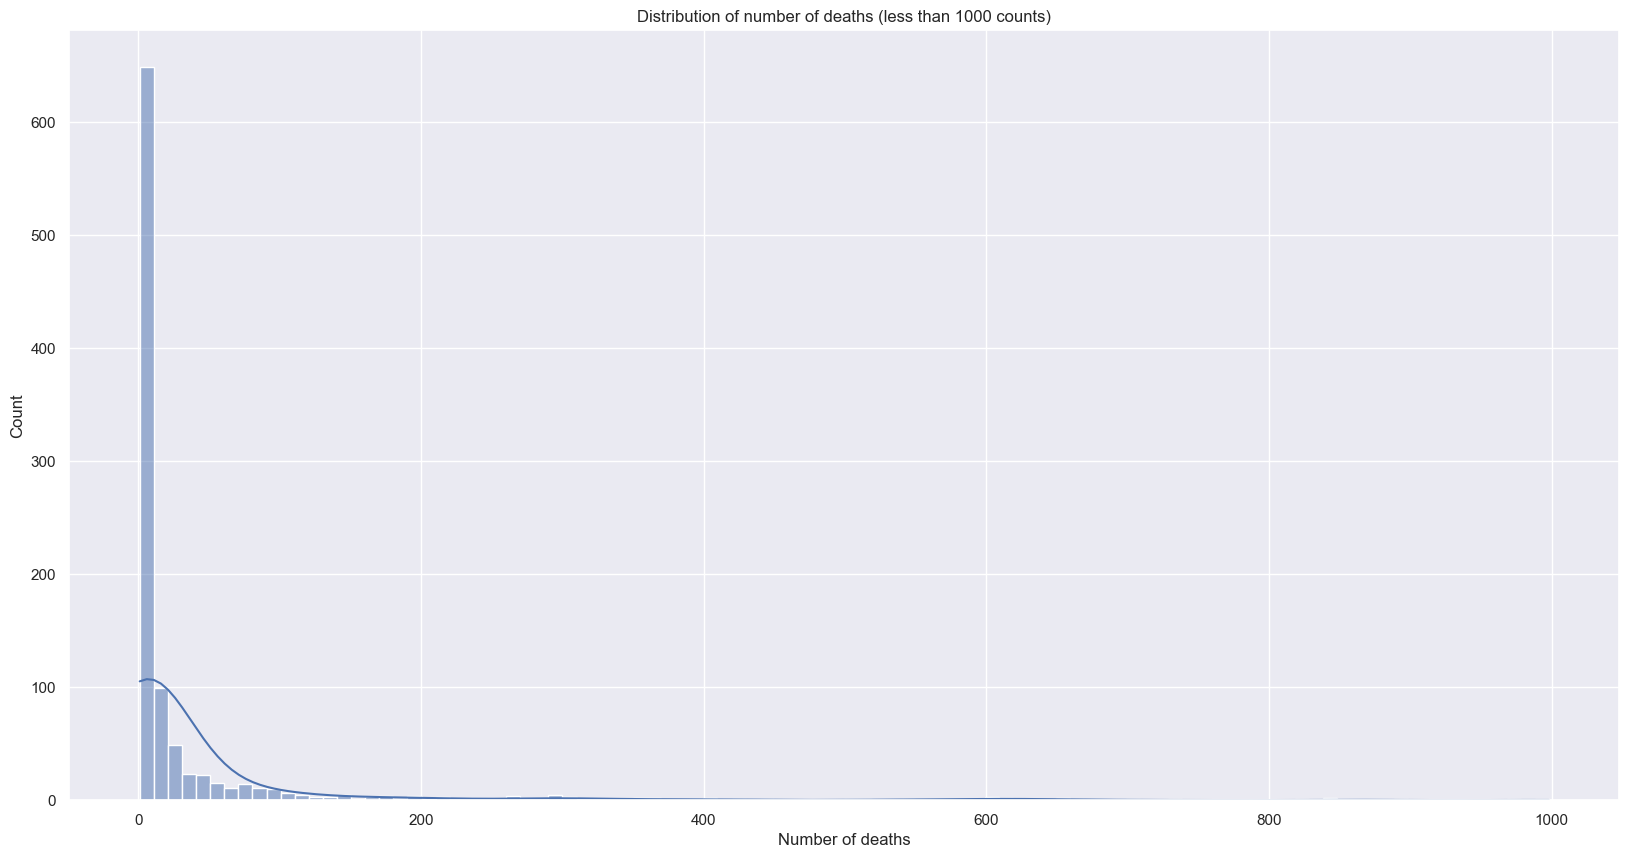 Distribution of number of deaths (less than 1000 counts)
600
500
400
300
200
100
0
Count
0 200 400 600 800 1000
Number of deaths